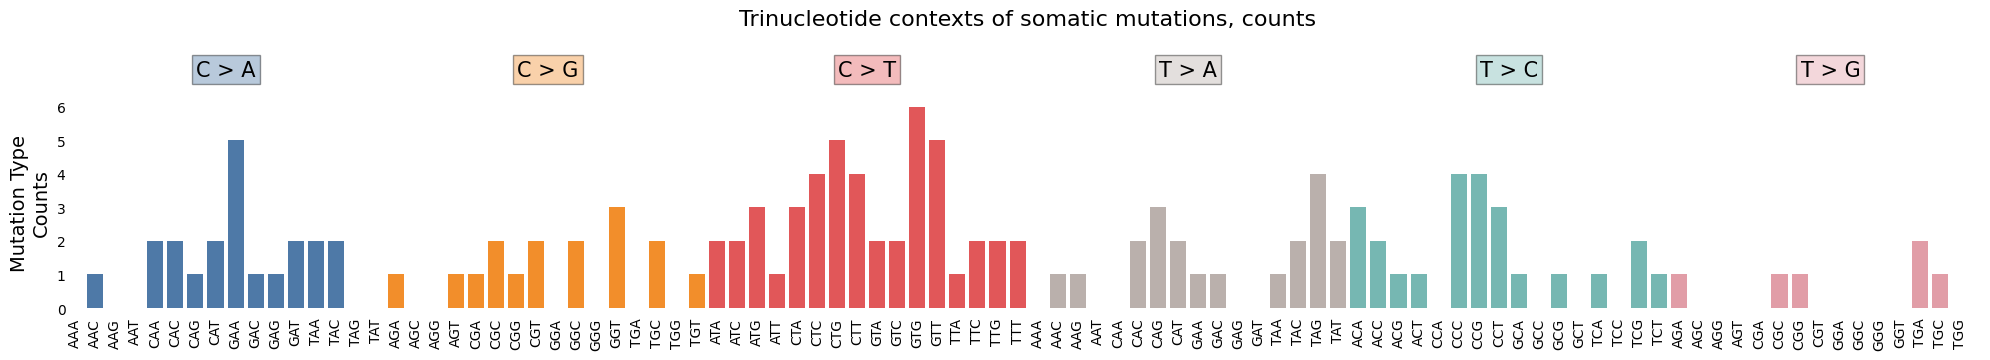 Trinucleotide contexts of somatic mutations, counts
C > A
C > G
C > T
T > A
T > C
T > G
Mutation Type
Counts
6
5
4
3
2
1
0
AAA
AAC
AAG
AAT
CAA
CAC
CAG
CAT
GAA
GAC
GAG
GAT
TAA
TAC
TAG
TAT
AGA
AGC
AGG
AGT
CGA
CGC
CGG
CGT
GGA
GGC
GGG
GGT
TGA
TGC
TGG
TGT
ATA
ATC
ATG
ATT
CTA
CTC
CTG
CTT
GTA
GTC
GTG
GTT
TTA
TTC
TTG
TTT
AAA
AAC
AAG
AAT
CAA
CAC
CAG
CAT
GAA
GAC
GAG
GAT
TAA
TAC
TAG
TAT
ACA
ACC
ACG
ACT
CCA
CCC
CCG
CCT
GCA
GCC
GCG
GCT
TCA
TCC
TCG
TCT
AGA
AGC
AGG
AGT
CGA
CGC
CGG
CGT
GGA
GGC
GGG
GGT
TGA
TGC
TGG